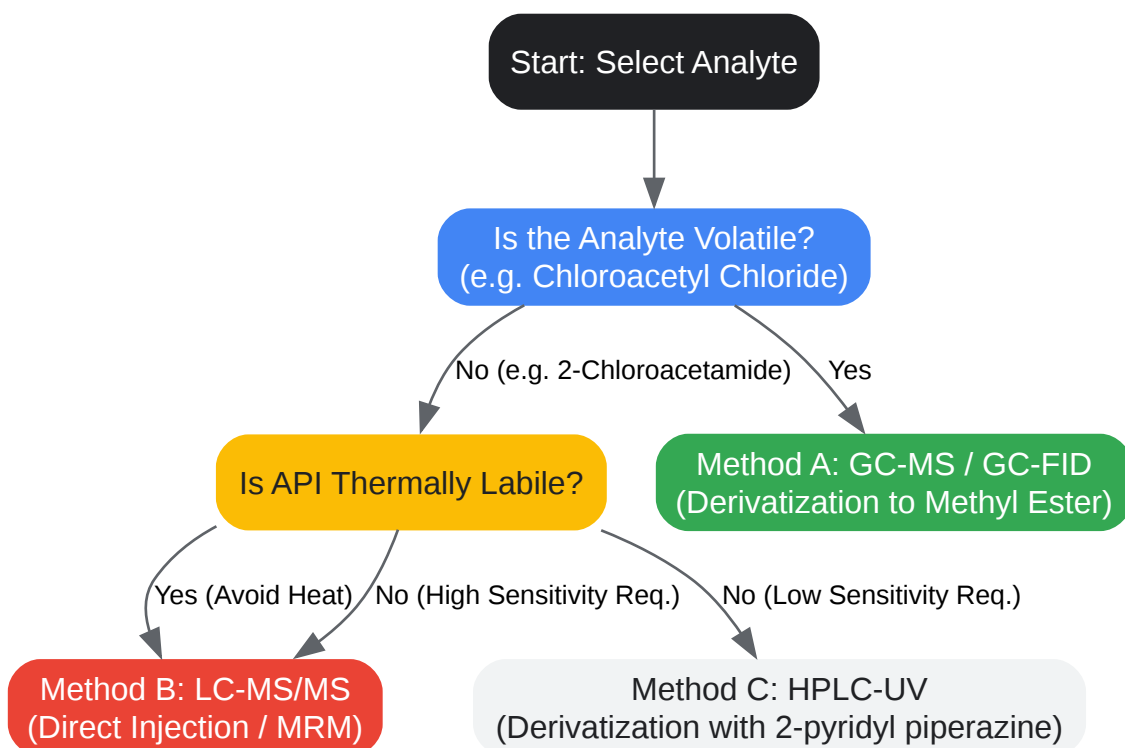 Start: Select Analyte
Is the Analyte Volatile?
(e.g. Chloroacetyl Chloride)
No (e.g. 2-Chloroacetamide)
Yes
Is API Thermally Labile?
Method A: GC-MS / GC-FID
(Derivatization to Methyl Ester)
Yes (Avoid Heat)
No (High Sensitivity Req.)
No (Low Sensitivity Req.)
Method B: LC-MS/MS
(Direct Injection / MRM)
Method C: HPLC-UV
(Derivatization with 2-pyridyl piperazine)